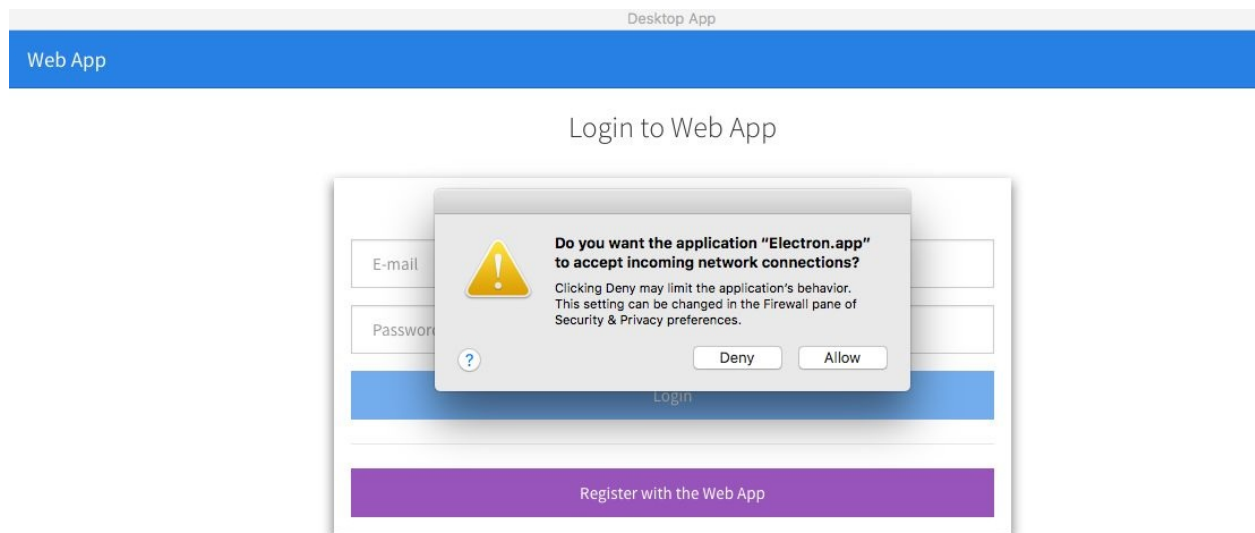 Desktop App
Web App
Login to Web App
Do you want the application “Electron.app”
to accept incoming network connections?
Clicking Deny may limit the application’s behavior.
This setting can be changed in the Firewall pane of
Security & Privacy preferences.
E-mail
Password
?
Deny
Allow
Login
Register with the Web App